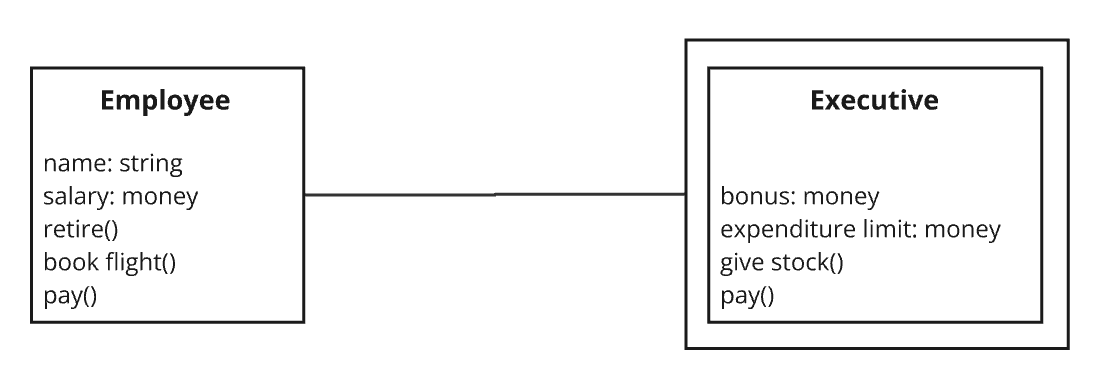 Employee
name: string
salary: money
retire()
book flight()
pay()
Executive
bonus: money
expenditure limit: money
give stock()
pay()